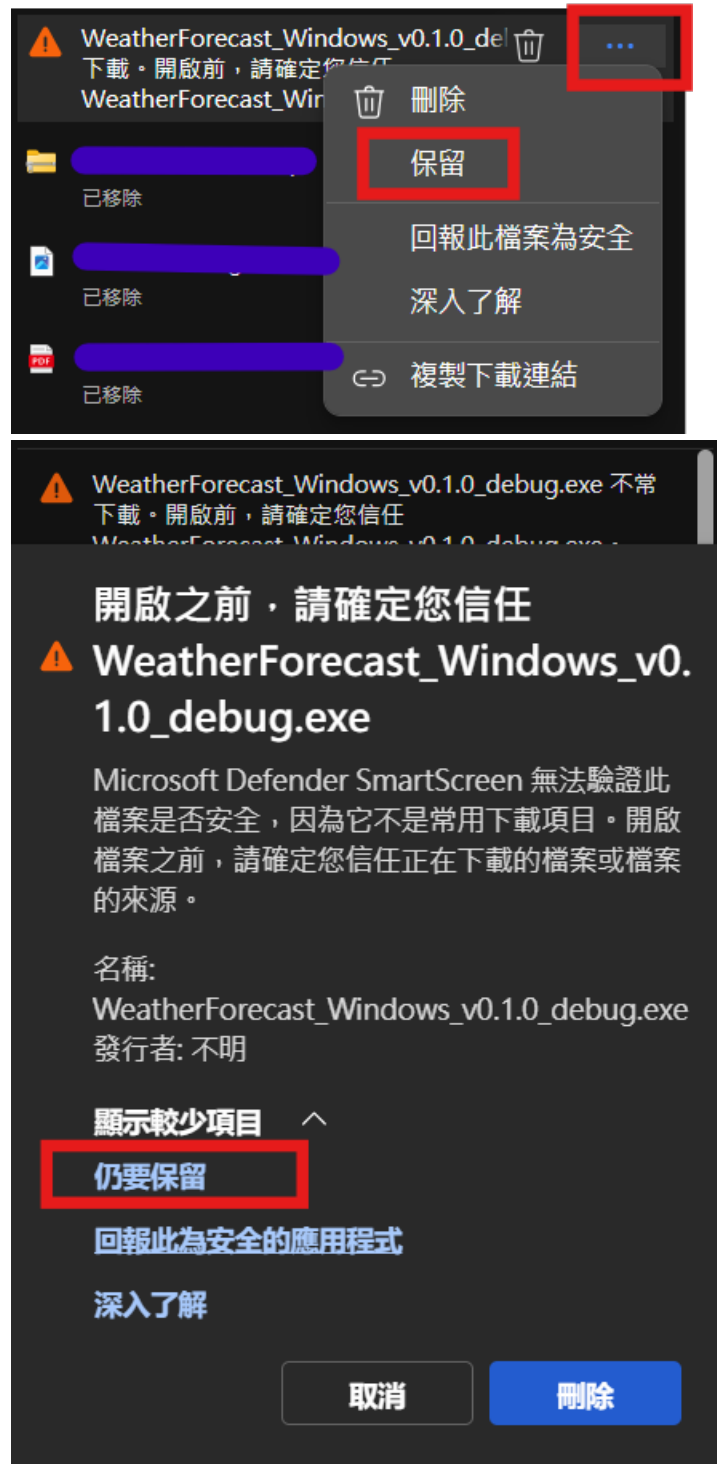 WeatherForecast_Windows_v0.1.0_de
下載。開啟前，請確定您信任
WeatherForecast_Win
刪除
保留
回報此檔案為安全
深入了解
複製下載連結
已移除
已移除
PDF
已移除
WeatherForecast_Windows_v0.1.0_debug.exe 不常
下載。開啟前，請確定您信任
WeatherForecast_Windows_v0.1.0_debug.exe。
開啟之前，請確定您信任
WeatherForecast_Windows_v0.
1.0_debug.exe
Microsoft Defender SmartScreen 無法驗證此
檔案是否安全，因為它不是常用下載項目。開啟
檔案之前，請確定您信任正在下載的檔案或檔案
的來源。
名稱:
WeatherForecast_Windows_v0.1.0_debug.exe
發行者: 不明
顯示較少項目
仍要保留
回報此為安全的應用程式
深入了解
取消
刪除